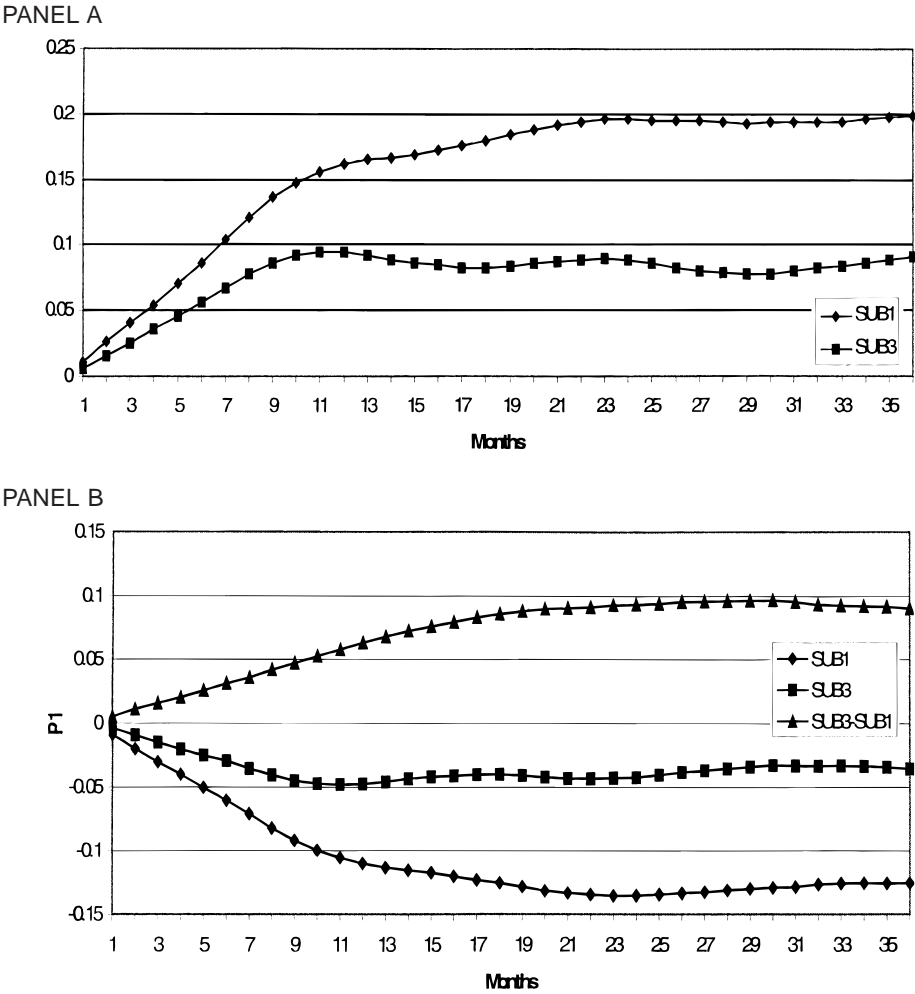 PANEL A
0.25
0.2
0.15
0.1
0.05
0
SUB1
SUB3
1 3 5 7 9 11 13 15 17 19 21 23 25 27 29 31 33 35
Months
PANEL B
0.15
0.1
0.05
0
-0.05
-0.1
-0.15
P1
SUB1
SUB3
SUB3-SUB1
1 3 5 7 9 11 13 15 17 19 21 23 25 27 29 31 33 35
Months